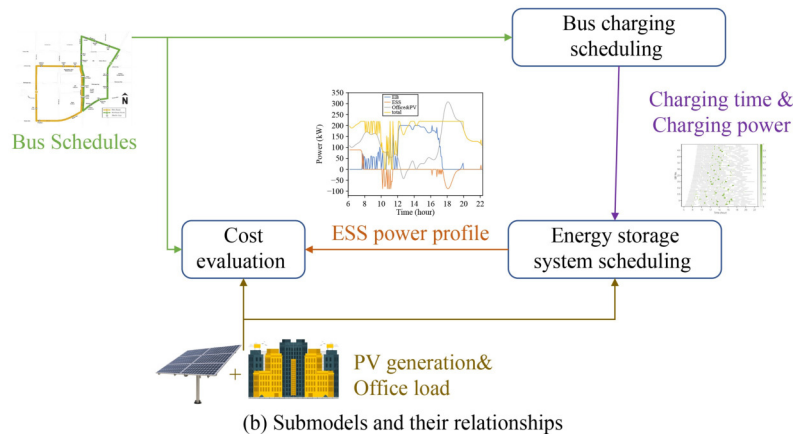 Bus charging
scheduling
N
Bus Schedules
Charging time &
Charging power
EB
ESS
Office&PV
total
Power (kW)
350
300
250
200
150
100
50
0
−50
−100
6 8 10 12 14 16 18 20 22
Time (hour)
Cost
evaluation
ESS power profile
Energy storage
system scheduling
+
PV generation&
Office load
(b) Submodels and their relationships